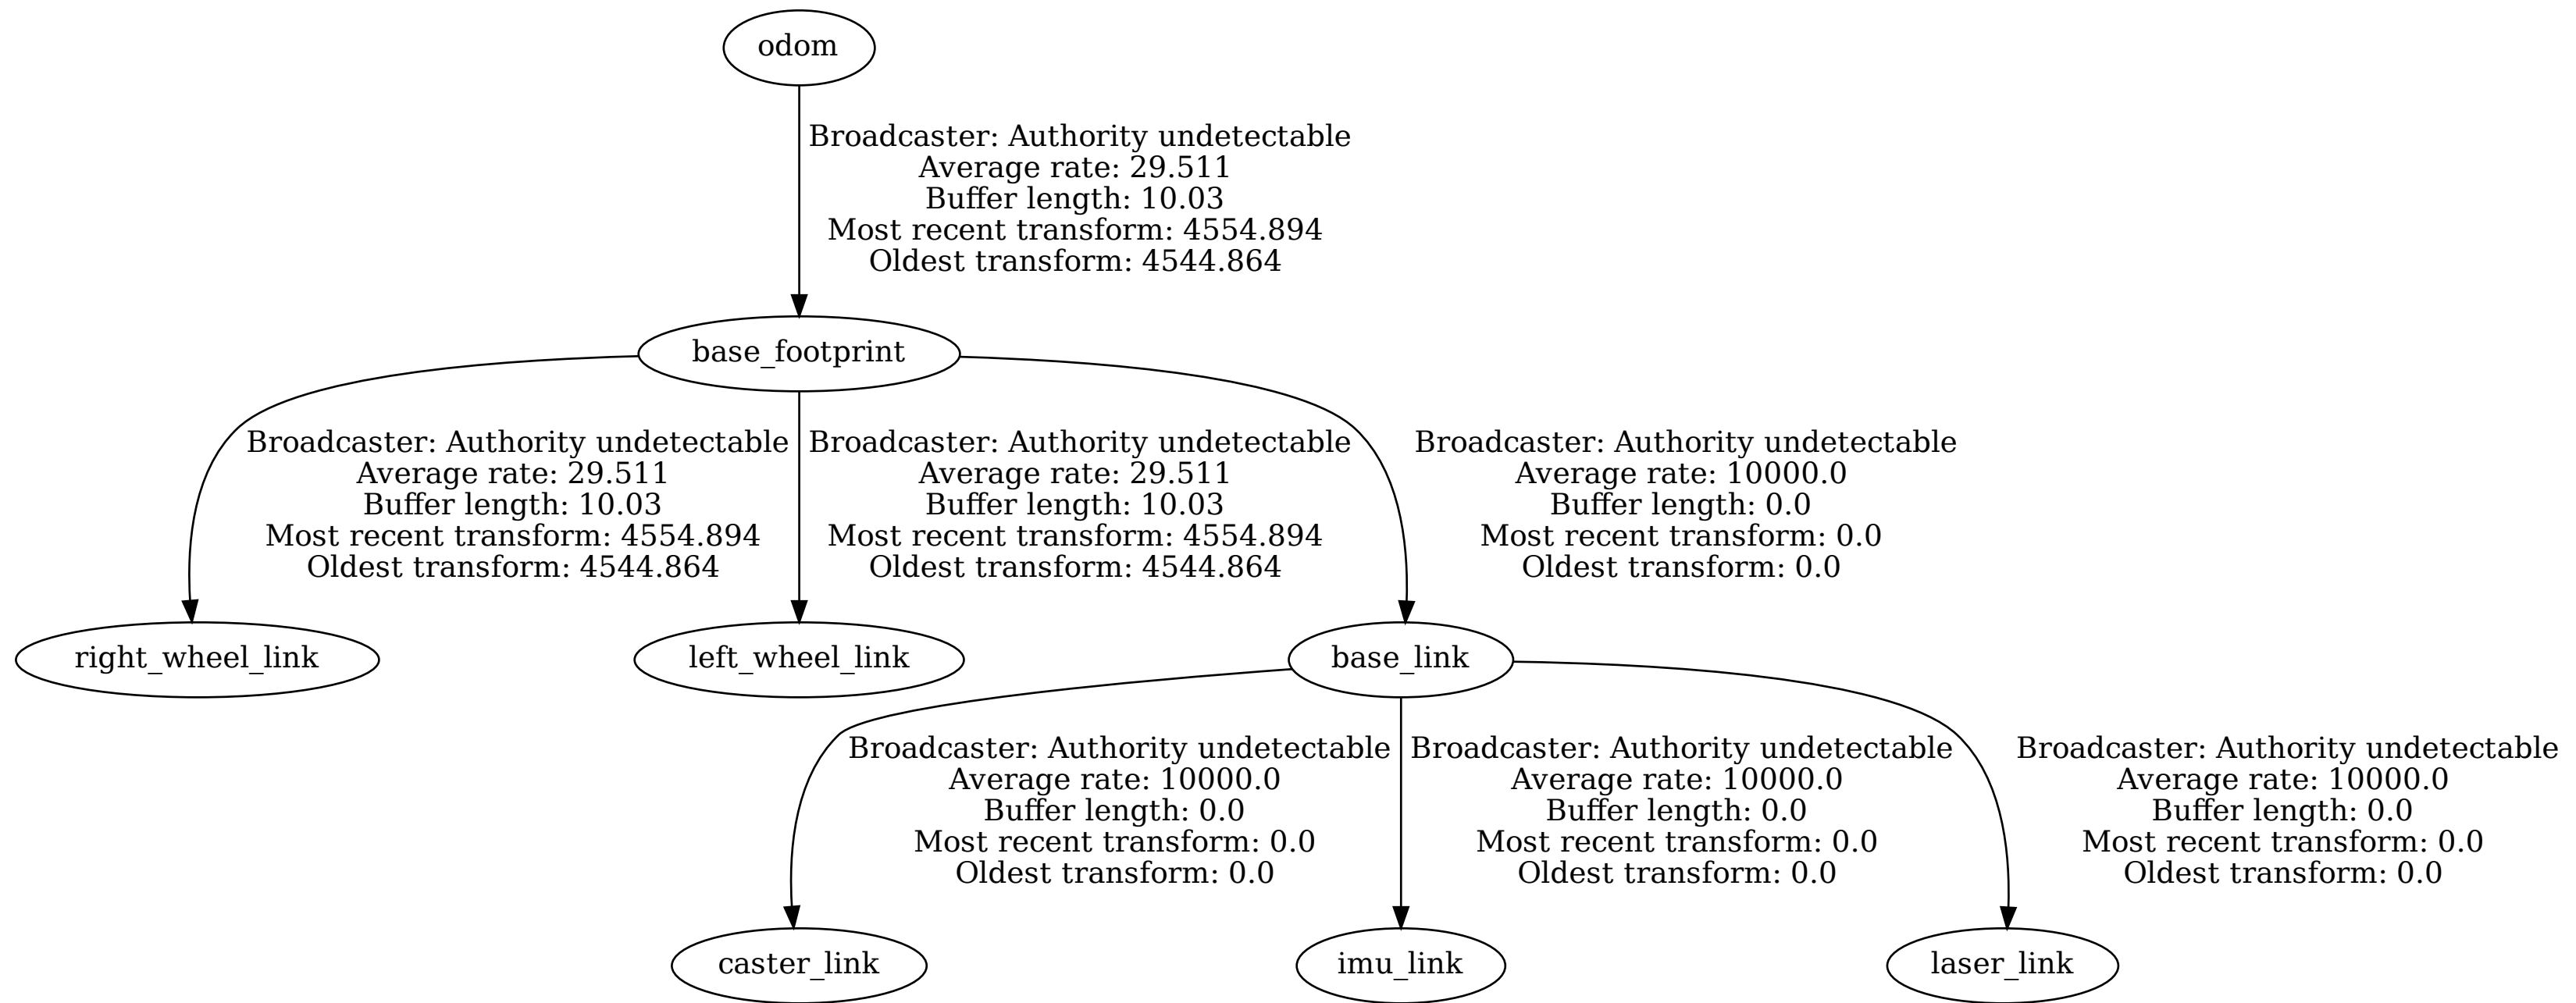 odom
Broadcaster: Authority undetectable
Average rate: 29.511
Buffer length: 10.03
Most recent transform: 4554.894
Oldest transform: 4544.864
base_footprint
Broadcaster: Authority undetectable
Average rate: 29.511
Buffer length: 10.03
Most recent transform: 4554.894
Oldest transform: 4544.864
Broadcaster: Authority undetectable
Average rate: 29.511
Buffer length: 10.03
Most recent transform: 4554.894
Oldest transform: 4544.864
Broadcaster: Authority undetectable
Average rate: 10000.0
Buffer length: 0.0
Most recent transform: 0.0
Oldest transform: 0.0
right_wheel_link
left_wheel_link
base_link
Broadcaster: Authority undetectable
Average rate: 10000.0
Buffer length: 0.0
Most recent transform: 0.0
Oldest transform: 0.0
Broadcaster: Authority undetectable
Average rate: 10000.0
Buffer length: 0.0
Most recent transform: 0.0
Oldest transform: 0.0
Broadcaster: Authority undetectable
Average rate: 10000.0
Buffer length: 0.0
Most recent transform: 0.0
Oldest transform: 0.0
caster_link
imu_link
laser_link